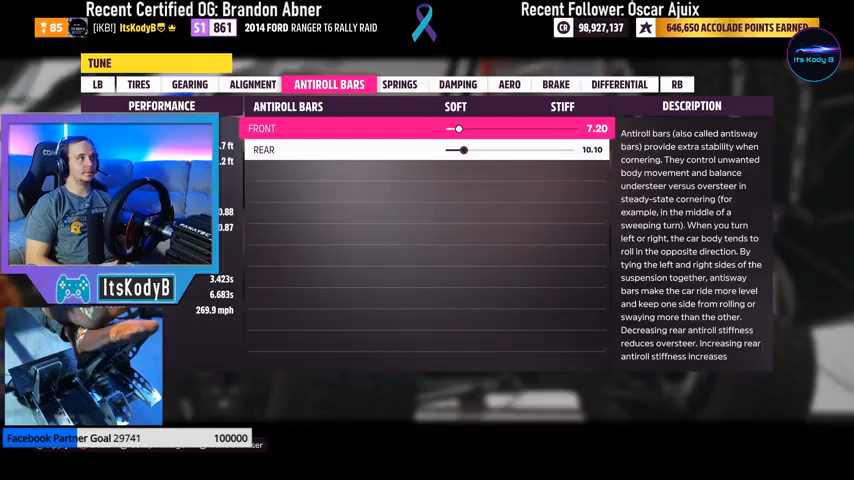 Recent Certified OG: Brandon Abner
Recent Follower: Oscar Ajuix
85 [iKB!] ItsKodyB S1 861 2014 FORD RANGER T6 RALLY RAID
CR 98,927,137 646,650 ACCOLADE POINTS EARNED
Its Kody B
TUNE
LB TIRES GEARING ALIGNMENT ANTIROLL BARS SPRINGS DAMPING AERO BRAKE DIFFERENTIAL RB
PERFORMANCE
ANTIROLL BARS SOFT STIFF
FRONT 7.20
REAR 10.10
DESCRIPTION
Antiroll bars (also called antisway
bars) provide extra stability when
cornering. They control unwanted
body movement and balance
understeer versus oversteer in
steady-state cornering (for
example, in the middle of a
sweeping turn). When you turn
left or right, the car body tends to
roll in the opposite direction. By
tying the left and right sides of the
suspension together, antisway
bars make the car ride more level
and keep one side from rolling or
swaying more than the other.
Decreasing rear antiroll stiffness
reduces oversteer. Increasing rear
antiroll stiffness increases
.7 ft
.2 ft
0.88
0.87
3.423s
6.683s
269.9 mph
FANATEC
ItsKodyB
Facebook Partner Goal 29741 100000